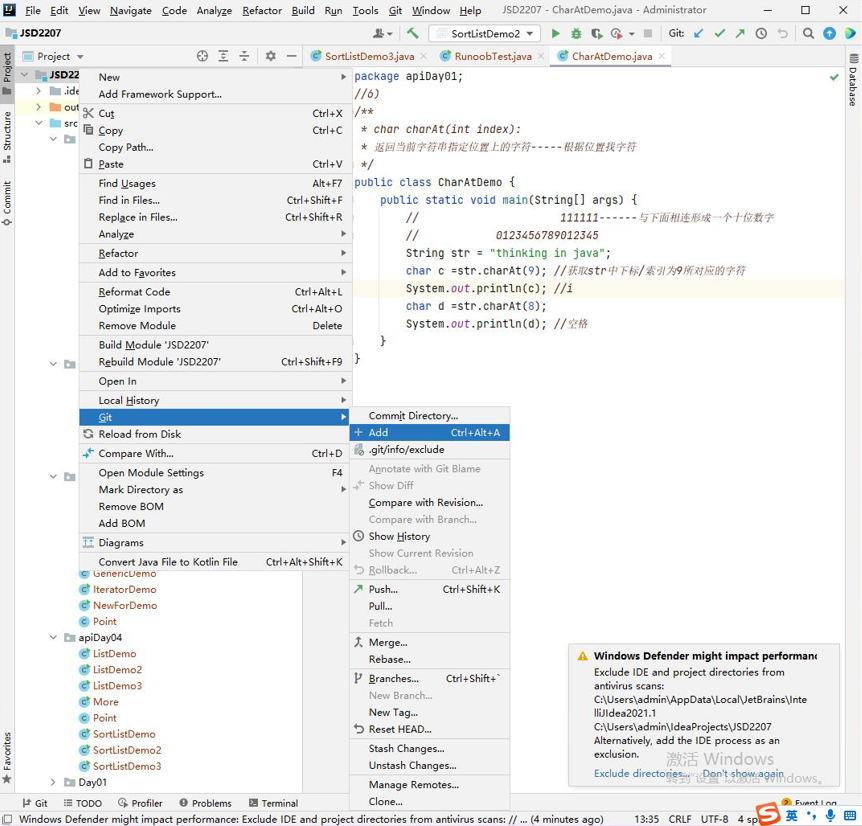 File Edit View Navigate Code Analyze Refactor Build Run Tools Git Window Help JSD2207 - CharAtDemo.java - Administrator
JSD2207 SortListDemo2 Git:
Project SortListDemo3.java RunoobTest.java CharAtDemo.java
Project
Structure
Commit
Favorites
Database
JSD22
.ide
out
src
New
Add Framework Support...
Cut Ctrl+X
Copy Ctrl+C
Copy Path...
Paste Ctrl+V
Find Usages Alt+F7
Find in Files... Ctrl+Shift+F
Replace in Files... Ctrl+Shift+R
Analyze
Refactor
Add to Favorites
Reformat Code Ctrl+Alt+L
Optimize Imports Ctrl+Alt+O
Remove Module Delete
Build Module 'JSD2207'
Rebuild Module 'JSD2207' Ctrl+Shift+F9
Open In
Local History
Git
Reload from Disk
Compare With... Ctrl+D
Open Module Settings F4
Mark Directory as
Remove BOM
Add BOM
Diagrams
Convert Java File to Kotlin File Ctrl+Alt+Shift+K
package apiDay01;
//6)
/**
* char charAt(int index):
* 返回当前字符串指定位置上的字符-----根据位置找字符
*/
public class CharAtDemo {
public static void main(String[] args) {
// 111111------与下面相连形成一个十位数字
// 0123456789012345
String str = "thinking in java";
char c =str.charAt(9); //获取str中下标/索引为9所对应的字符
System.out.println(c); //i
char d =str.charAt(8);
System.out.println(d); //空格
}
}
Commit Directory...
Add Ctrl+Alt+A
.git/info/exclude
Annotate with Git Blame
Show Diff
Compare with Revision...
Compare with Branch...
Show History
Show Current Revision
Rollback... Ctrl+Alt+Z
Push... Ctrl+Shift+K
Pull...
Fetch
Merge...
Rebase...
Branches... Ctrl+Shift+`
New Branch...
New Tag...
Reset HEAD...
Stash Changes...
Unstash Changes...
Manage Remotes...
Clone...
GenericDemo
IteratorDemo
NewForDemo
Point
apiDay04
ListDemo
ListDemo2
ListDemo3
More
Point
SortListDemo
SortListDemo2
SortListDemo3
Day01
Windows Defender might impact performanc
Exclude IDE and project directories from
antivirus scans:
C:\Users\admin\AppData\Local\JetBrains\Inte
lliJIdea2021.1
C:\Users\admin\IdeaProjects\JSD2207
Alternatively, add the IDE process as an
exclusion.
Exclude directories... Don't show again
激活 Windows
转到"设置"以激活 Windows。
Git TODO Profiler Problems Terminal 2 Event Log
Windows Defender might impact performance: Exclude IDE and project directories from antivirus scans: // ... (4 minutes ago) 13:35 CRLF UTF-8 4 sp
S 英